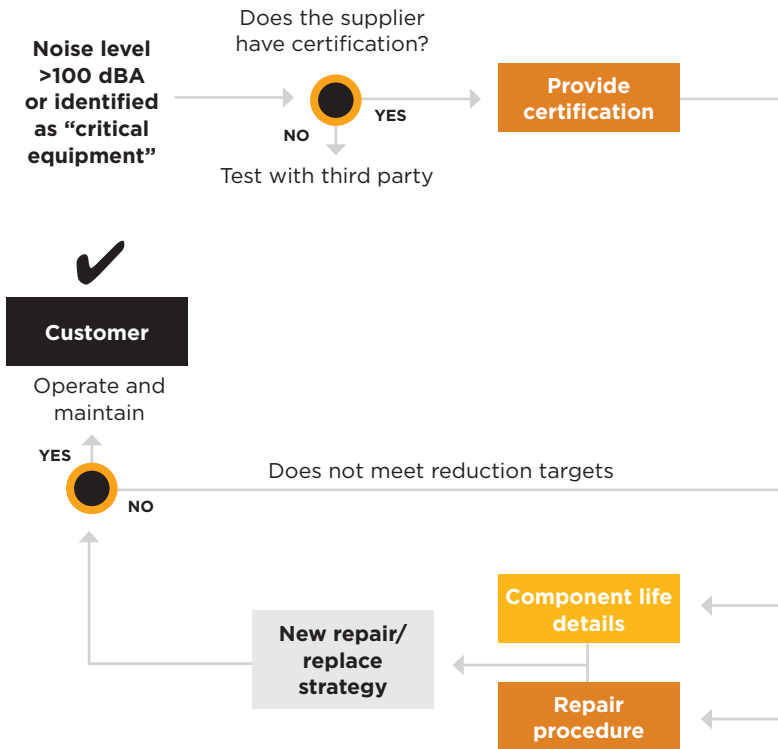 Does the supplier
have certification?
Noise level
>100 dBA
or identified
as “critical
equipment”
YES
NO
Provide
certification
Test with third party
Customer
Operate and
maintain
YES
NO
Does not meet reduction targets
Component life
details
New repair/
replace
strategy
Repair
procedure